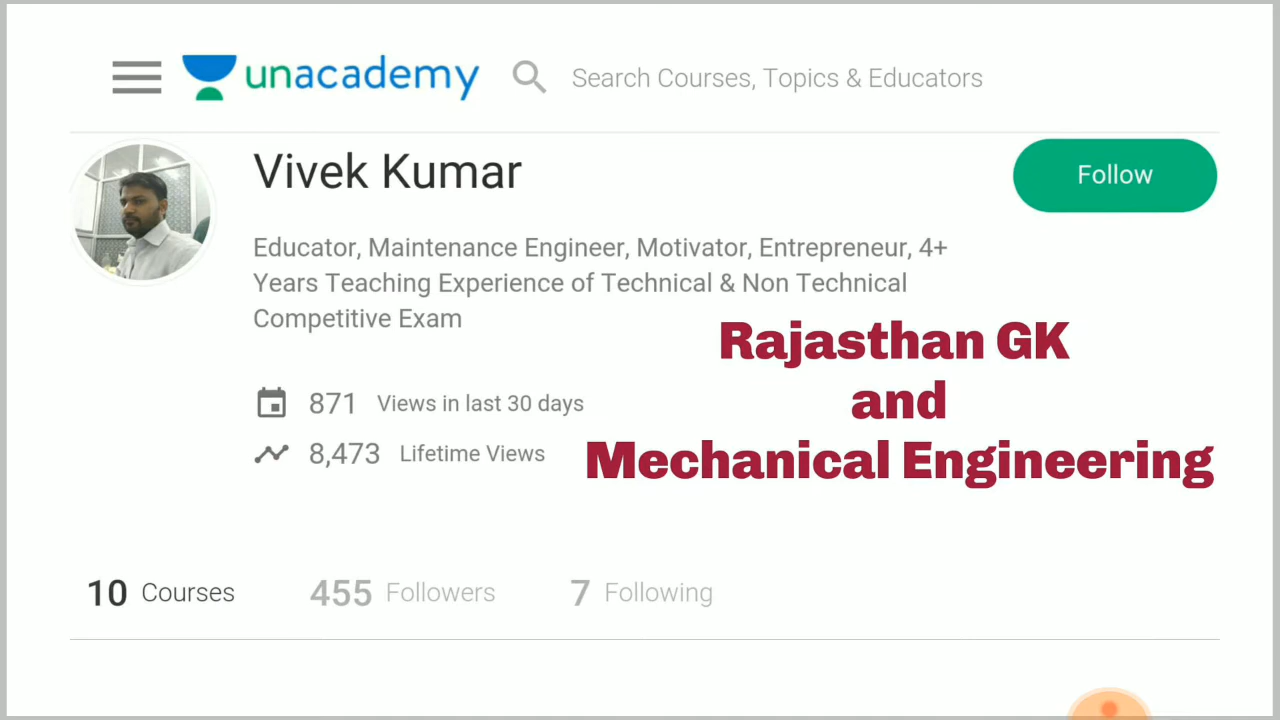 unacademy
Search Courses, Topics & Educators
Vivek Kumar
Follow
Educator, Maintenance Engineer, Motivator, Entrepreneur, 4+
Years Teaching Experience of Technical & Non Technical
Competitive Exam
871 Views in last 30 days
8,473 Lifetime Views
Rajasthan GK
and
Mechanical Engineering
10 Courses
455 Followers
7 Following